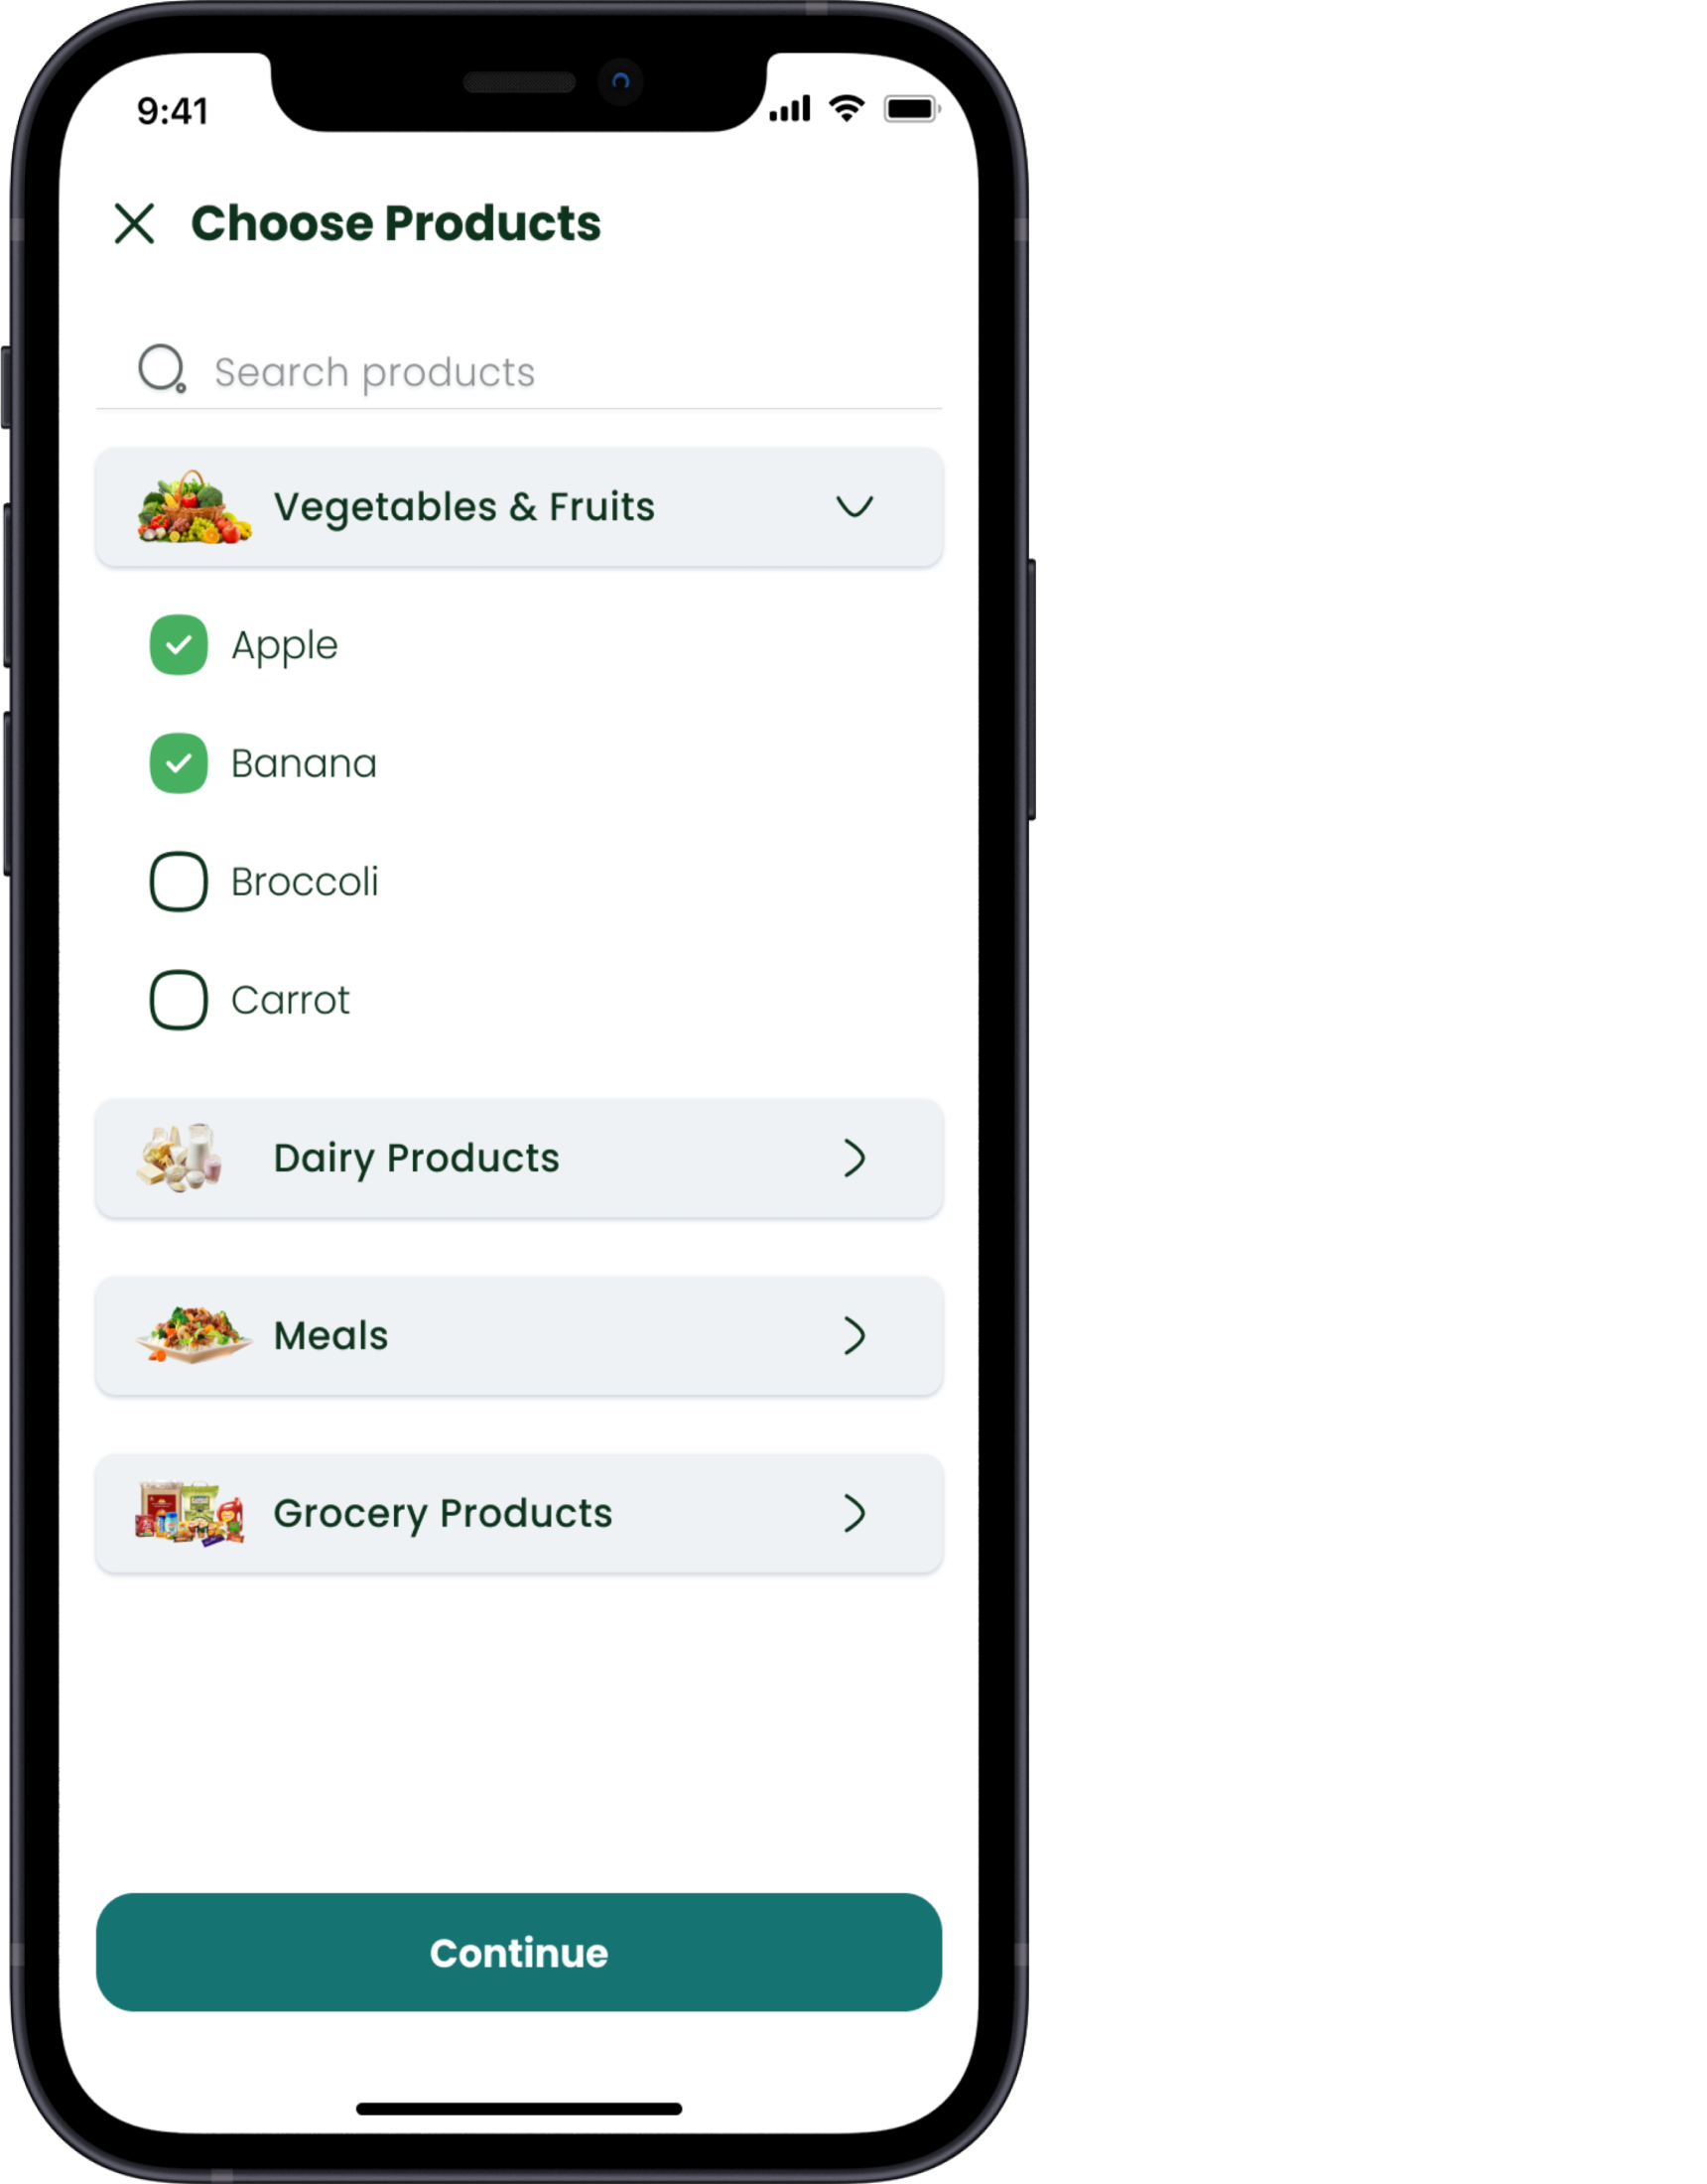 9:41
Choose Products
Search products
Vegetables & Fruits
Apple
Banana
Broccoli
Carrot
Dairy Products
Meals
Grocery Products
Continue